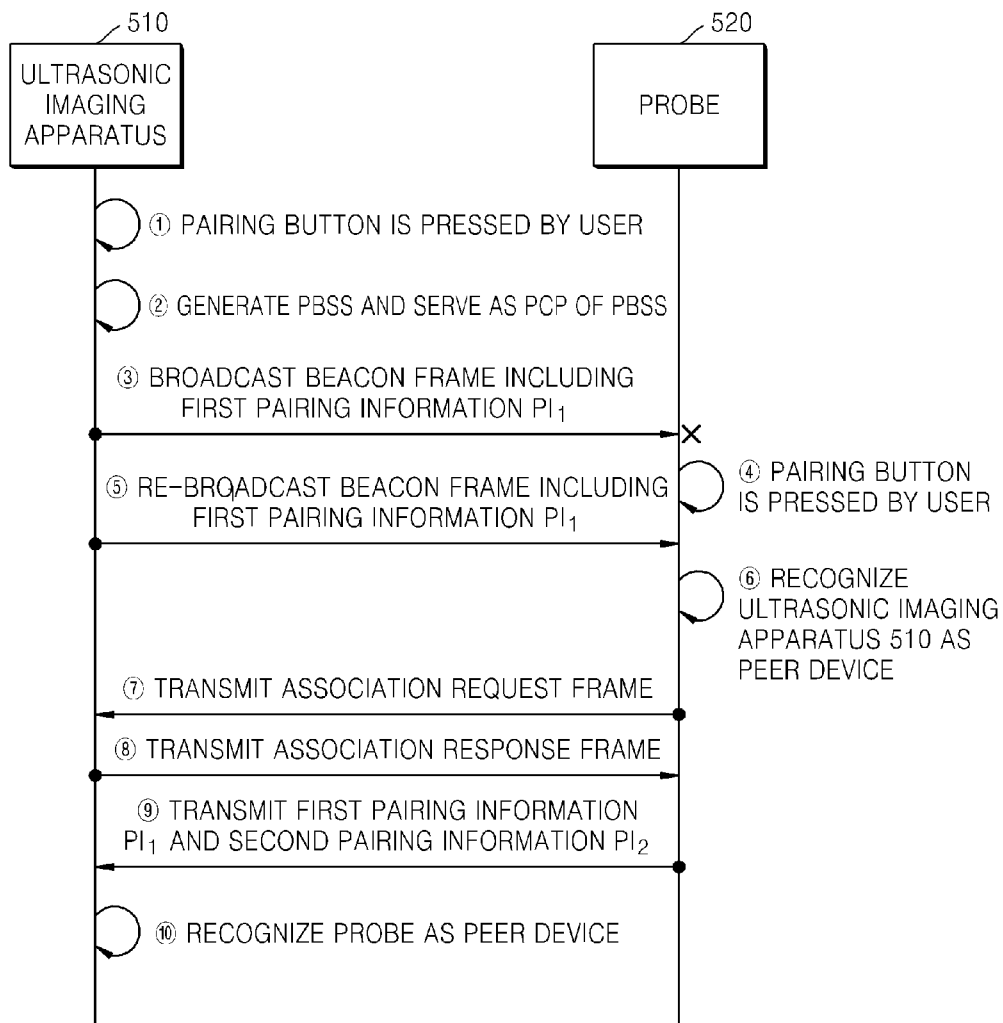 510
520
ULTRASONIC
IMAGING
APPARATUS
PROBE
① PAIRING BUTTON IS PRESSED BY USER
② GENERATE PBSS AND SERVE AS PCP OF PBSS
③ BROADCAST BEACON FRAME INCLUDING
FIRST PAIRING INFORMATION PI₁
④ PAIRING BUTTON
IS PRESSED BY USER
⑤ RE-BROADCAST BEACON FRAME INCLUDING
FIRST PAIRING INFORMATION PI₁
⑥ RECOGNIZE
ULTRASONIC IMAGING
APPARATUS 510 AS
PEER DEVICE
⑦ TRANSMIT ASSOCIATION REQUEST FRAME
⑧ TRANSMIT ASSOCIATION RESPONSE FRAME
⑨ TRANSMIT FIRST PAIRING INFORMATION
PI₁ AND SECOND PAIRING INFORMATION PI₂
⑩ RECOGNIZE PROBE AS PEER DEVICE